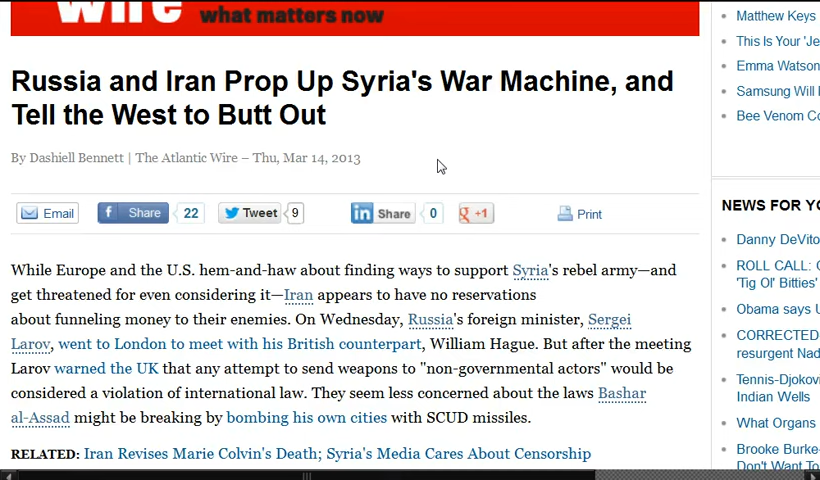 wire what matters now
Russia and Iran Prop Up Syria's War Machine, and
Tell the West to Butt Out
By Dashiell Bennett | The Atlantic Wire – Thu, Mar 14, 2013
Email
Share
22
Tweet
9
Share
0
+1
Print
While Europe and the U.S. hem-and-haw about finding ways to support Syria's rebel army—and
get threatened for even considering it—Iran appears to have no reservations
about funneling money to their enemies. On Wednesday, Russia's foreign minister, Sergei
Larov, went to London to meet with his British counterpart, William Hague. But after the meeting
Larov warned the UK that any attempt to send weapons to "non-governmental actors" would be
considered a violation of international law. They seem less concerned about the laws Bashar
al-Assad might be breaking by bombing his own cities with SCUD missiles.
RELATED: Iran Revises Marie Colvin's Death; Syria's Media Cares About Censorship
Matthew Keys
This Is Your 'Je
Emma Watson
Samsung Will
Bee Venom Co
NEWS FOR YO
Danny DeVito
ROLL CALL:
'Tig Ol' Bitties'
Obama says
CORRECTED
resurgent Nad
Tennis-Djokovi
Indian Wells
What Organs
Brooke Burke-
Don't Want To